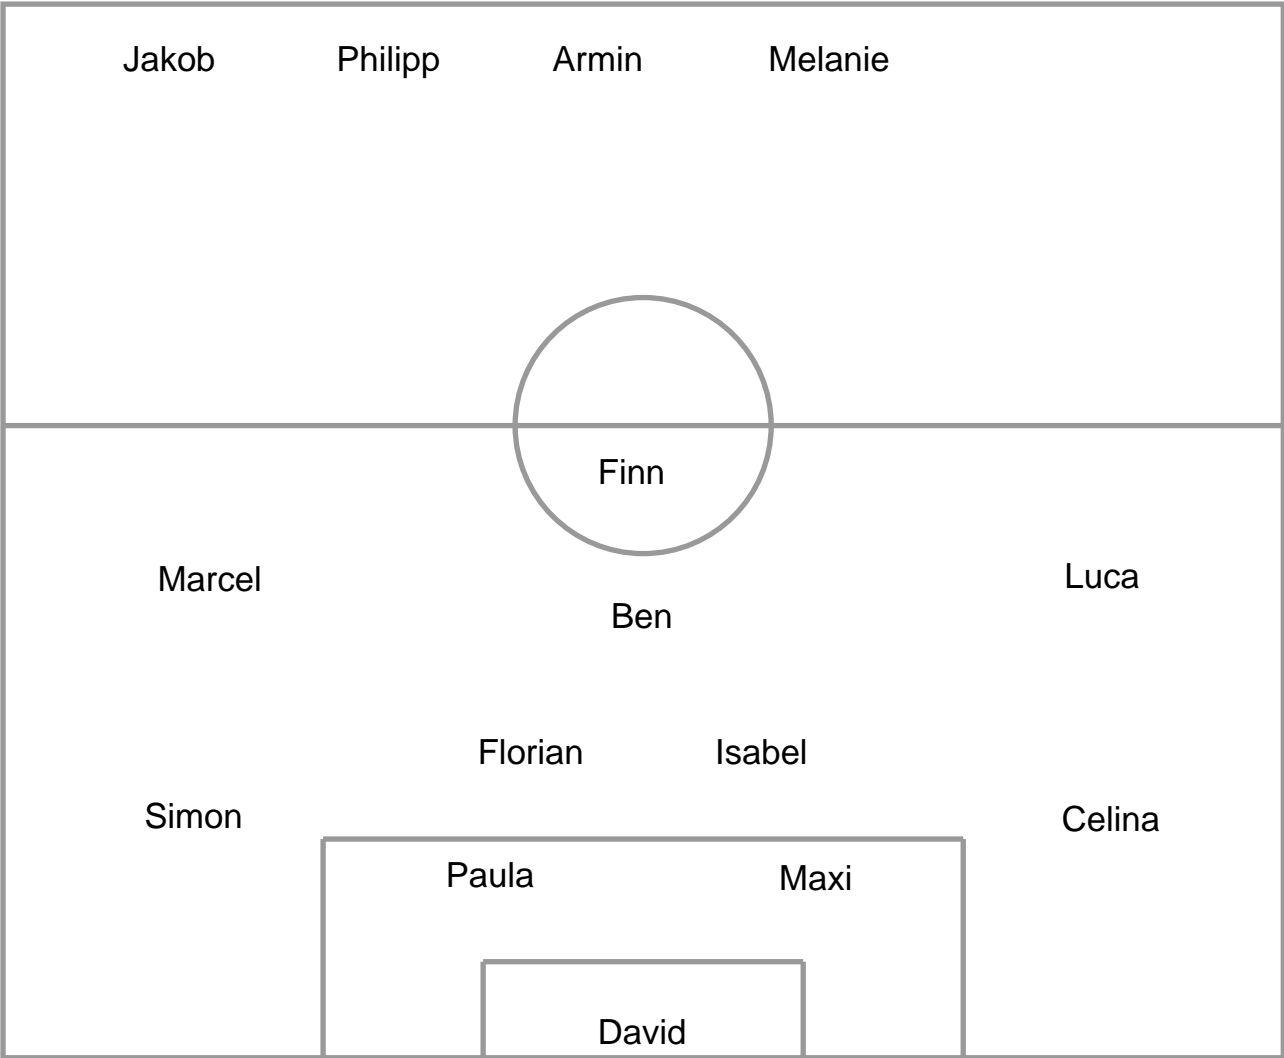 Jakob Philipp Armin Melanie
Finn
Marcel Luca
Ben
Florian Isabel
Simon Celina
Paula Maxi
David